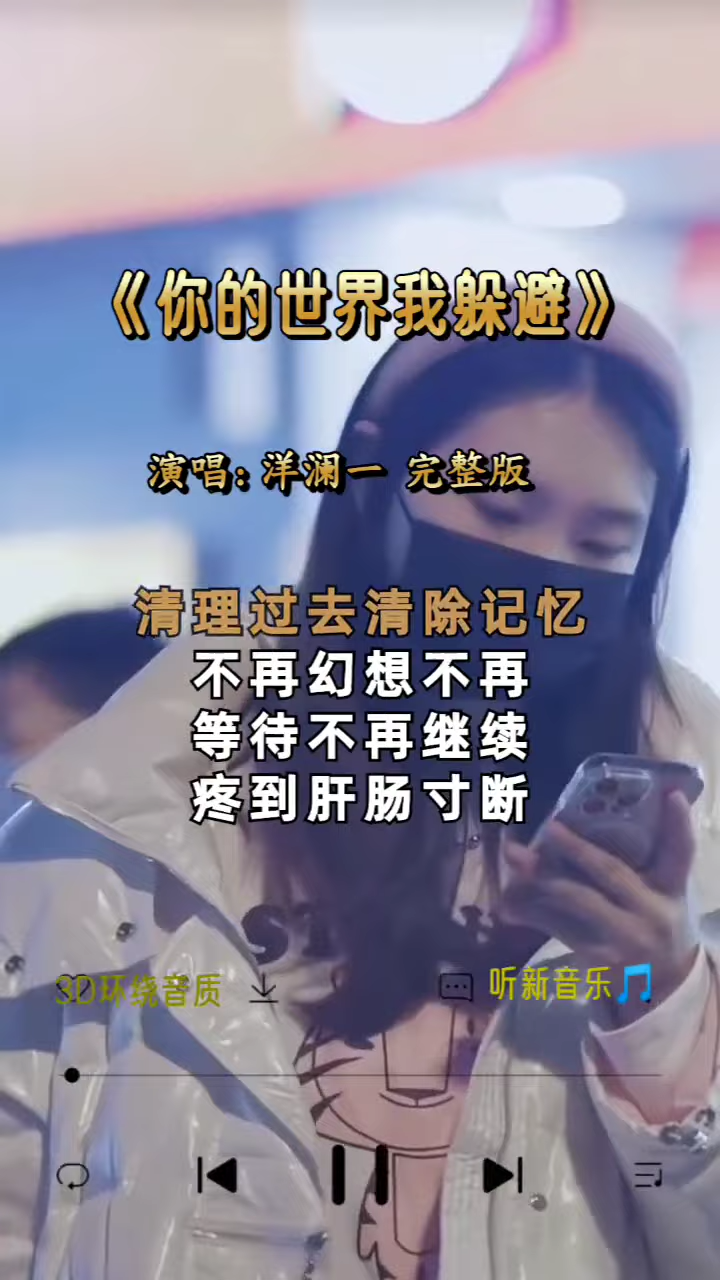 《你的世界我躲避》
演唱:洋澜一 完整版
清理过去清除记忆
不再幻想不再
等待不再继续
疼到肝肠寸断
3D环绕音质
听新音乐🎵